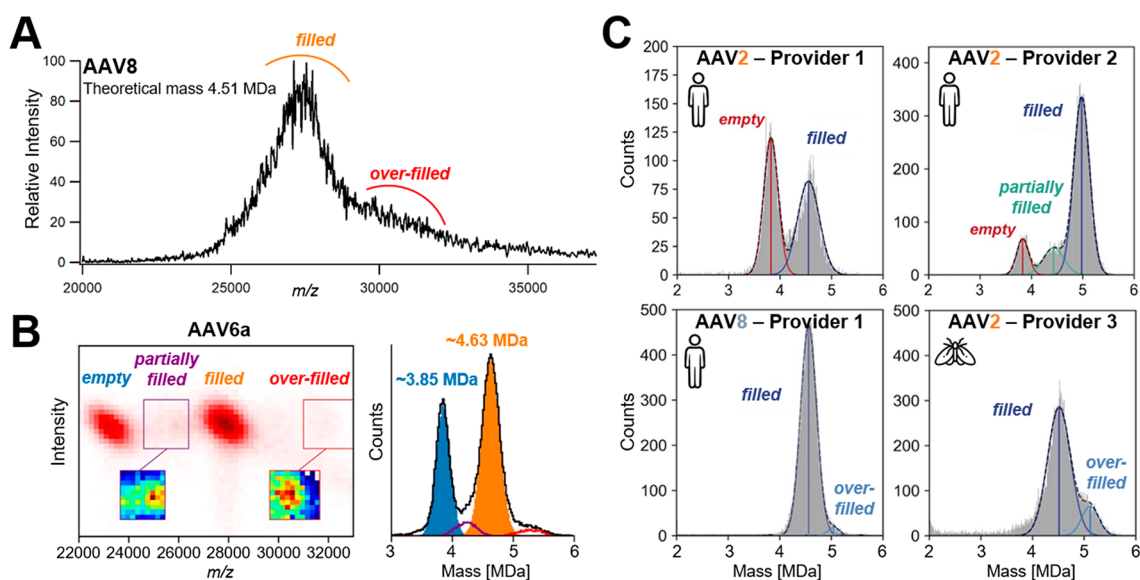 A
AAV8
Theoretical mass 4.51 MDa
filled
over-filled
Relative Intensity
100
80
60
40
20
0
20000
25000
30000
35000
m/z
B
AAV6a
empty
partially
filled
filled
over-filled
Intensity
22000
24000
26000
28000
30000
32000
m/z
~4.63 MDa
~3.85 MDa
Counts
3
4
5
6
Mass [MDa]
C
AAV2 – Provider 1
empty
filled
Counts
200
175
150
125
100
75
50
25
0
2
3
4
5
6
AAV2 – Provider 2
filled
partially
filled
empty
400
300
200
100
0
2
3
4
5
6
AAV8 – Provider 1
filled
over-
filled
Counts
500
400
300
200
100
0
2
3
4
5
6
Mass [MDa]
AAV2 – Provider 3
filled
over-
filled
500
400
300
200
100
0
2
3
4
5
6
Mass [MDa]